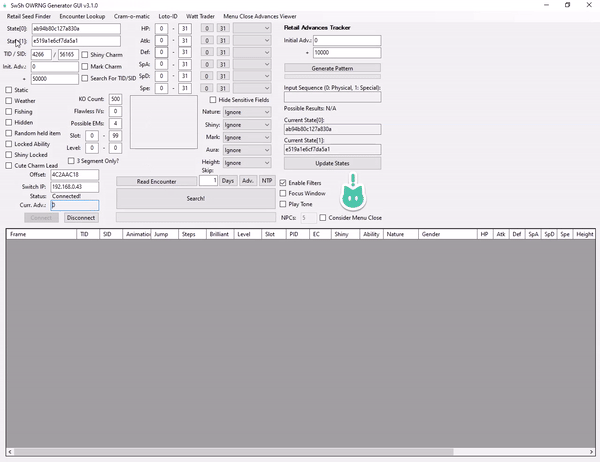 SwSh OWRNG Generator GUI v3.1.0
Retail Seed Finder Encounter Lookup Cram-o-matic Loto-ID Watt Trader Menu Close Advances Viewer
State[0]: ab94b80c127a830a
State[1]: e519a1e6cf7da5a1
TID / SID: 4266 / 56165 Shiny Charm
Init. Adv.: 0 Mark Charm
+ 50000 Search For TID/SID
Static
Weather KO Count: 500
Fishing Flawless IVs: 0
Hidden Possible EMs: 4
Random held item Slot: 0 - 99
Locked Ability Level: 0 - 0
Shiny Locked
Cute Charm Lead 3 Segment Only?
Offset: 4C2AAC18
Switch IP: 192.168.0.43
Status: Connected!
Curr. Adv.: 0
Connect Disconnect
HP: 0 - 31 0 31
Atk: 0 - 31 0 31
Def: 0 - 31 0 31
SpA: 0 - 31 0 31
SpD: 0 - 31 0 31
Spe: 0 - 31 0 31
Hide Sensitive Fields
Nature: Ignore
Shiny: Ignore
Mark: Ignore
Aura: Ignore
Height: Ignore
Skip:
Read Encounter 1 Days Adv. NTP
Search!
Retail Advances Tracker
Initial Adv.: 0
+ 10000
Generate Pattern
Input Sequence (0: Physical, 1: Special):
Possible Results: N/A
Current State[0]:
ab94b80c127a830a
Current State[1]:
e519a1e6cf7da5a1
Update States
Enable Filters
Focus Window
Play Tone
NPCs: 5 Consider Menu Close
Frame TID SID Animation Jump Steps Brilliant Level Slot PID EC Shiny Ability Nature Gender HP Atk Def SpA SpD Spe Height